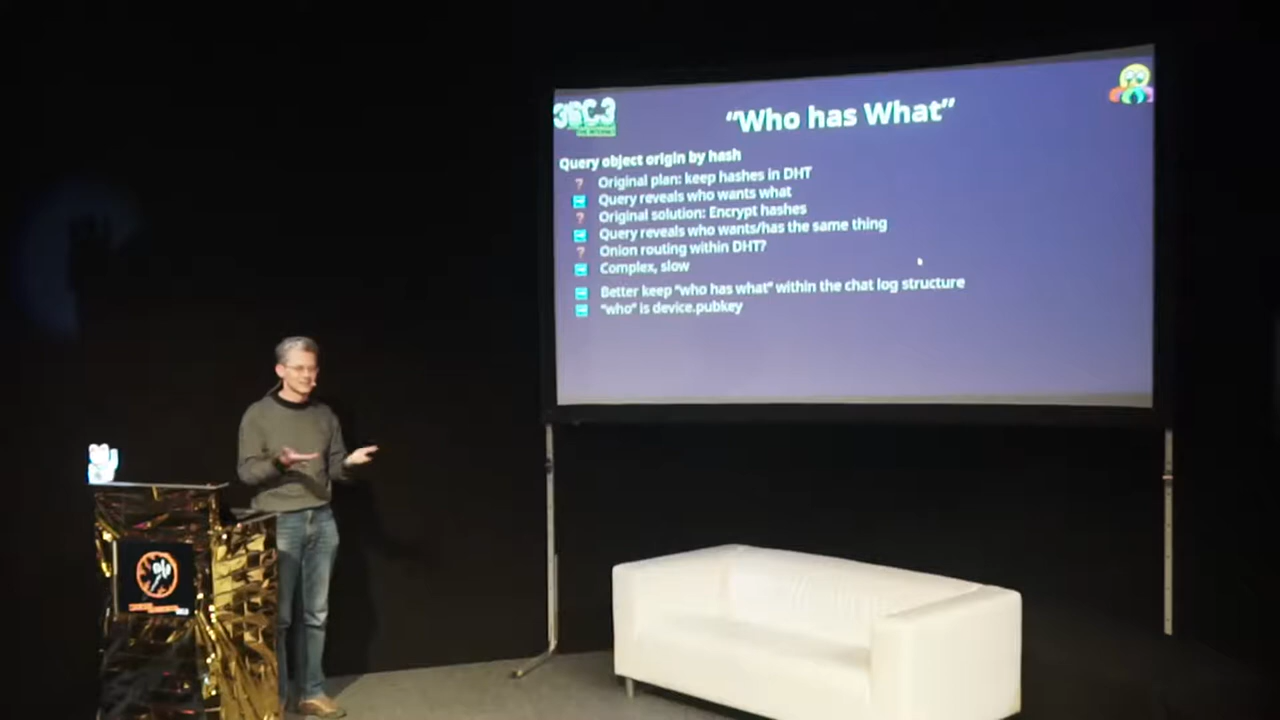 "Who has What"
Query object origin by hash
? Original plan: keep hashes in DHT
Query reveals who wants what
? Original solution: Encrypt hashes
Query reveals who wants/has the same thing
? Onion routing within DHT?
Complex, slow
Better keep "who has what" within the chat log structure
"who" is device.pubkey